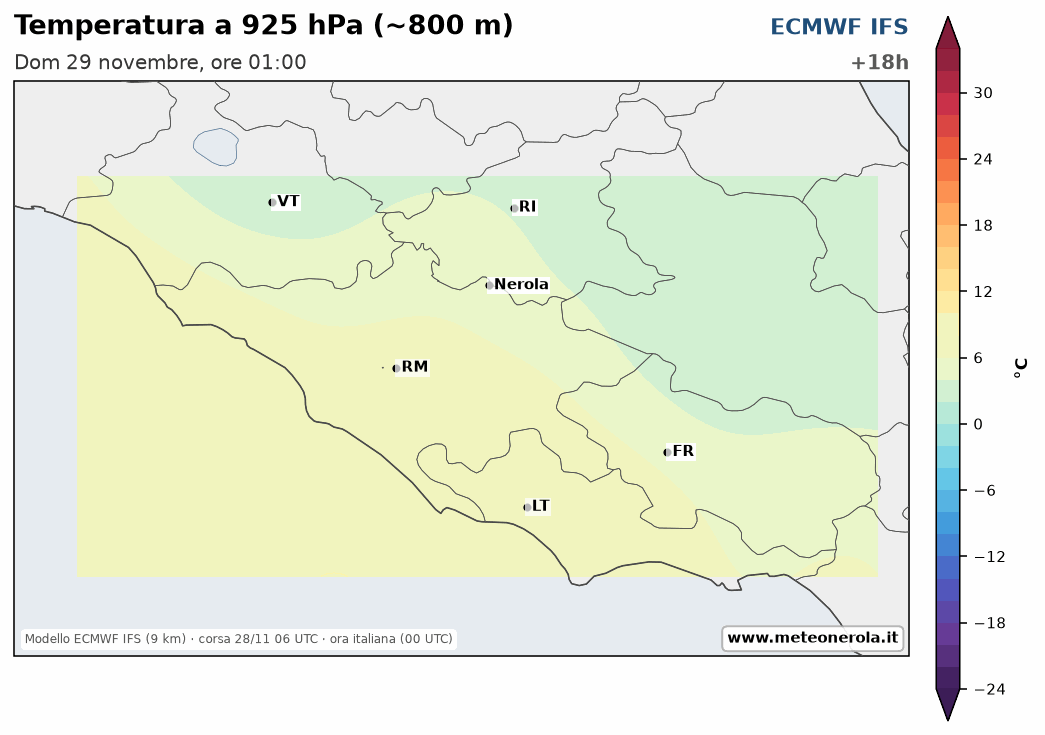 Temperatura a 925 hPa (~800 m)
ECMWF IFS
Dom 29 novembre, ore 01:00
+18h
VT
RI
Nerola
RM
FR
LT
30
24
18
12
6
0
−6
−12
−18
−24
°C
Modello ECMWF IFS (9 km) · corsa 28/11 06 UTC · ora italiana (00 UTC)
www.meteonerola.it